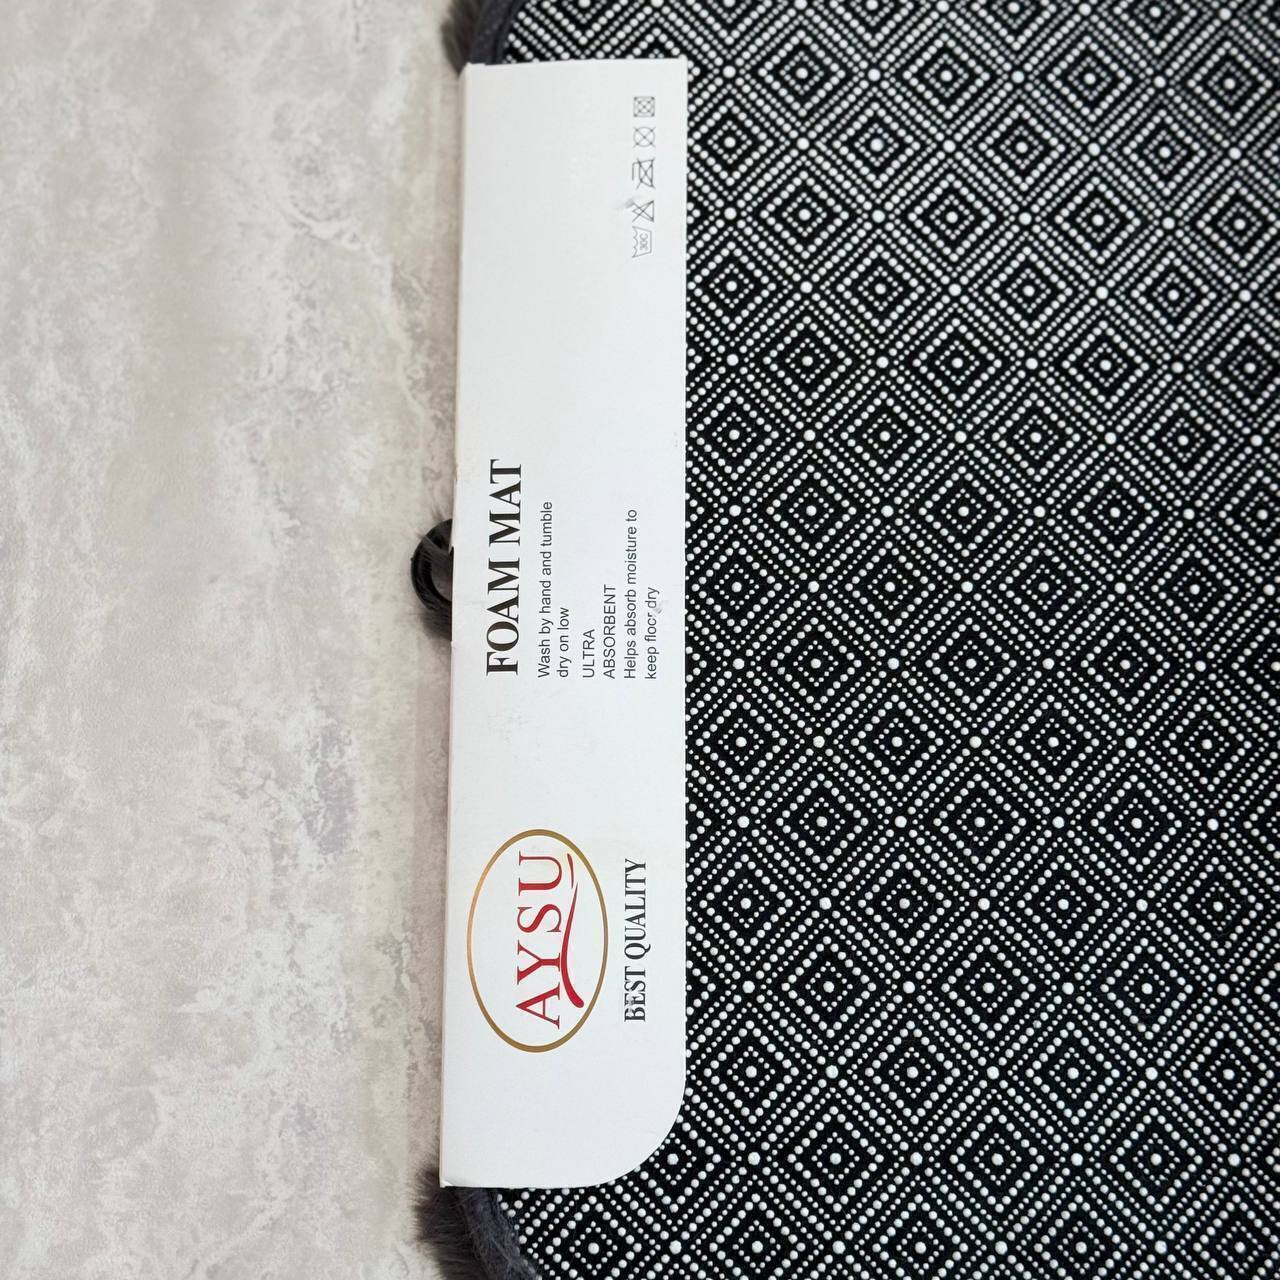 AYSU
BEST QUALITY
FOAM MAT
Wash by hand and tumble
dry on low
ULTRA
ABSORBENT
Helps absorb moisture to
keep floor dry
30C